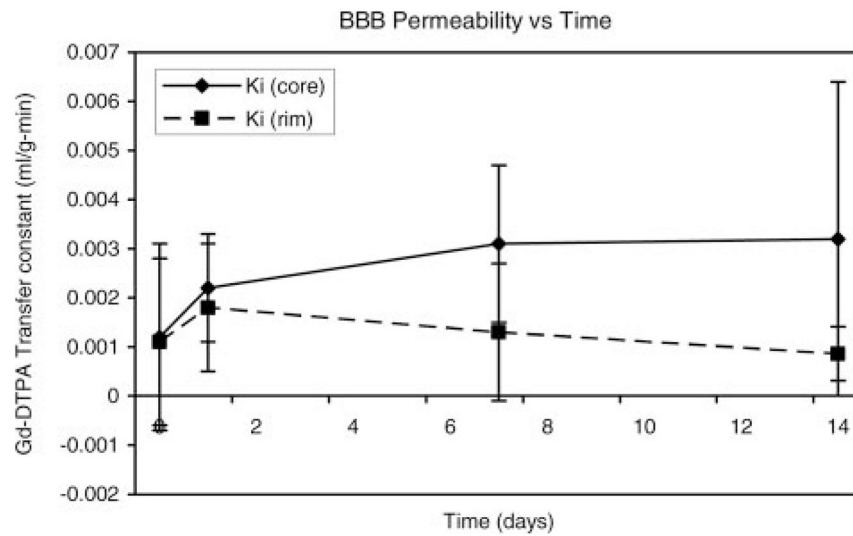 BBB Permeability vs Time
0.007
0.006
0.005
0.004
0.003
0.002
0.001
0
-0.001
-0.002
Ki (core)
Ki (rim)
Gd-DTPA Transfer constant (ml/g-min)
0 2 4 6 8 10 12 14
Time (days)